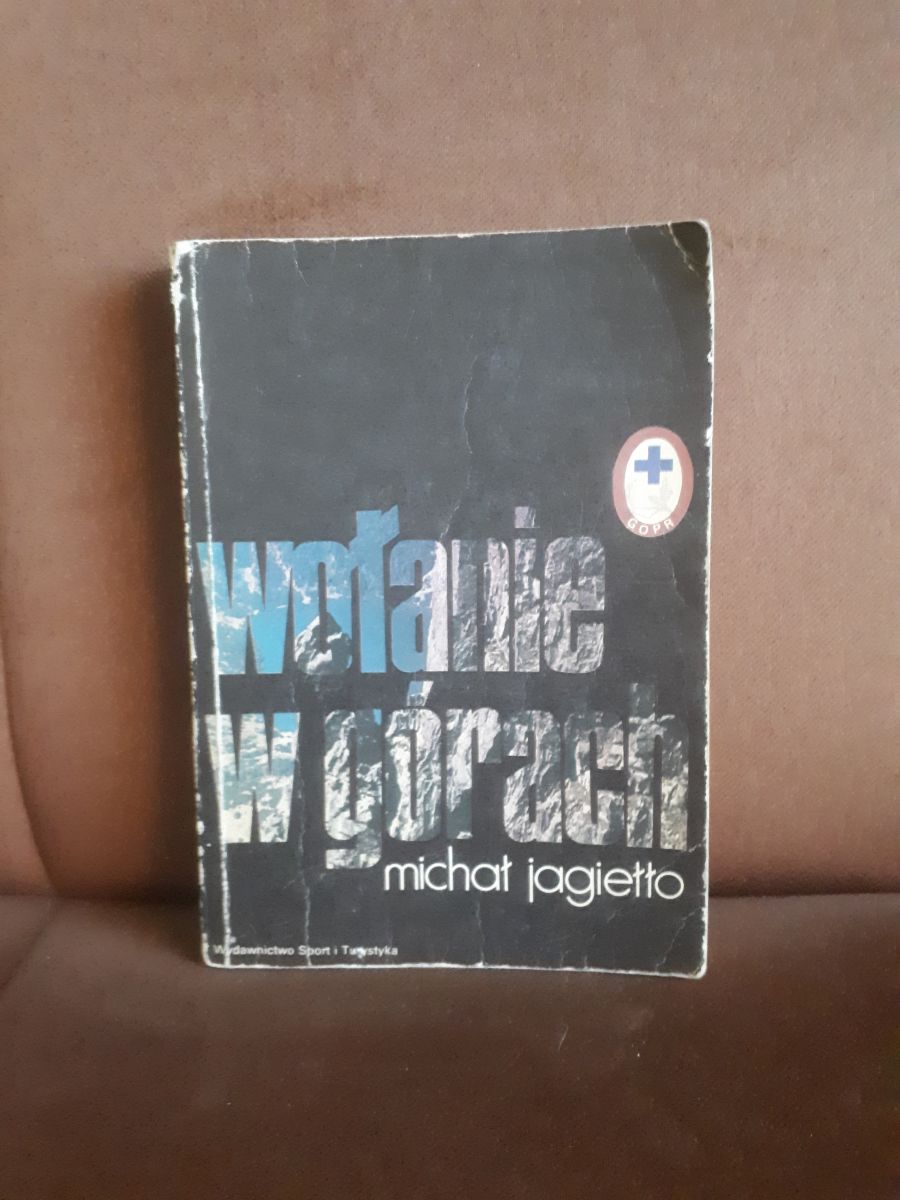 GOPR
wołanie
w górach
michał jagiełło
Wydawnictwo Sport i Turystyka